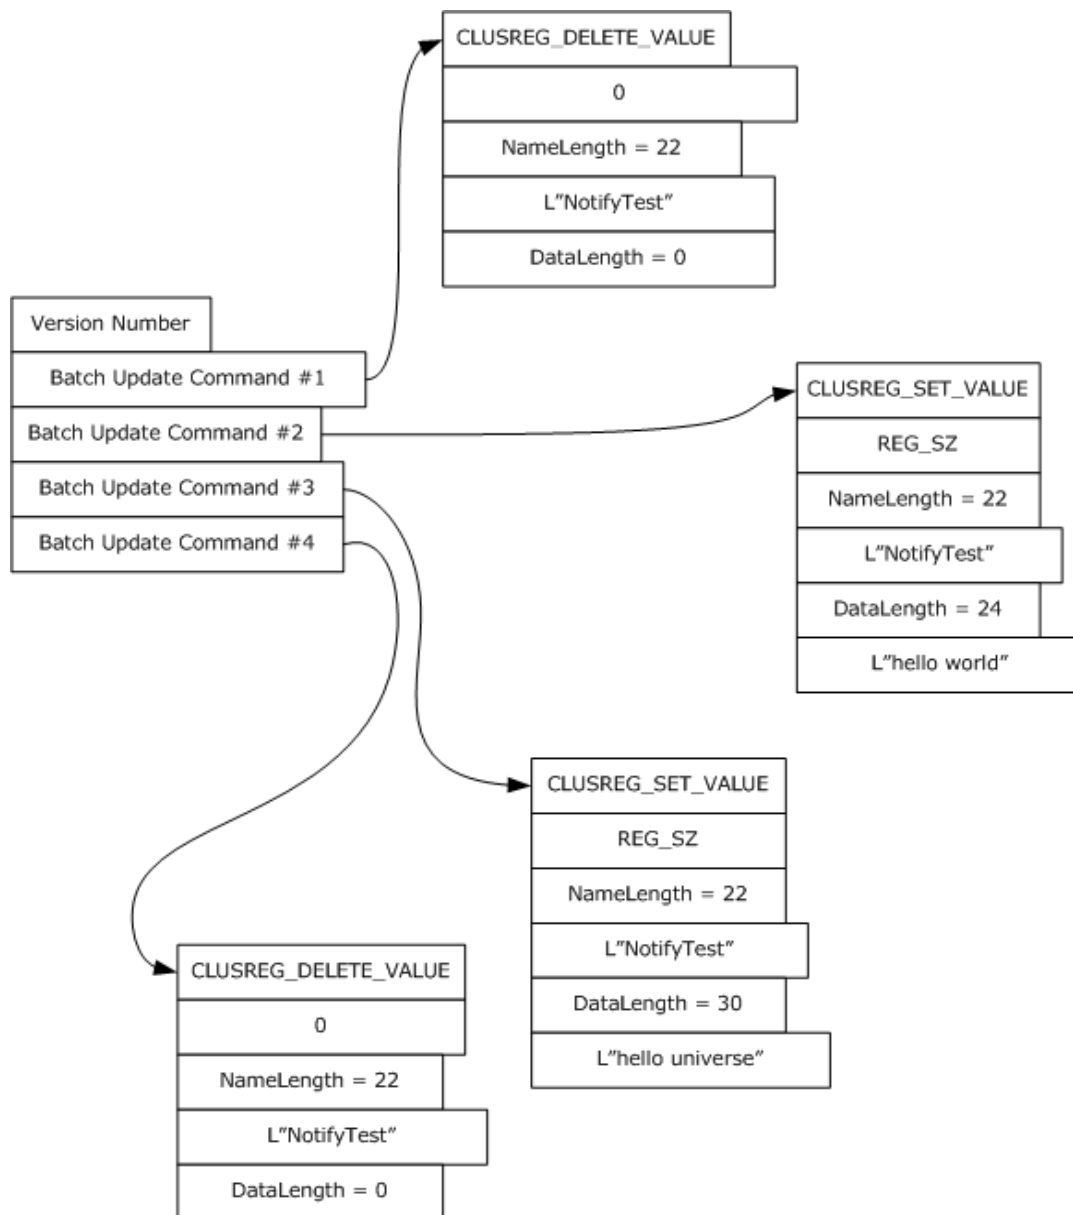 CLUSREG_DELETE_VALUE
0
NameLength = 22
L”NotifyTest”
DataLength = 0
Version Number
Batch Update Command #1
Batch Update Command #2
Batch Update Command #3
Batch Update Command #4
CLUSREG_SET_VALUE
REG_SZ
NameLength = 22
L”NotifyTest”
DataLength = 24
L”hello world”
CLUSREG_SET_VALUE
REG_SZ
NameLength = 22
L”NotifyTest”
DataLength = 30
L”hello universe”
CLUSREG_DELETE_VALUE
0
NameLength = 22
L”NotifyTest”
DataLength = 0